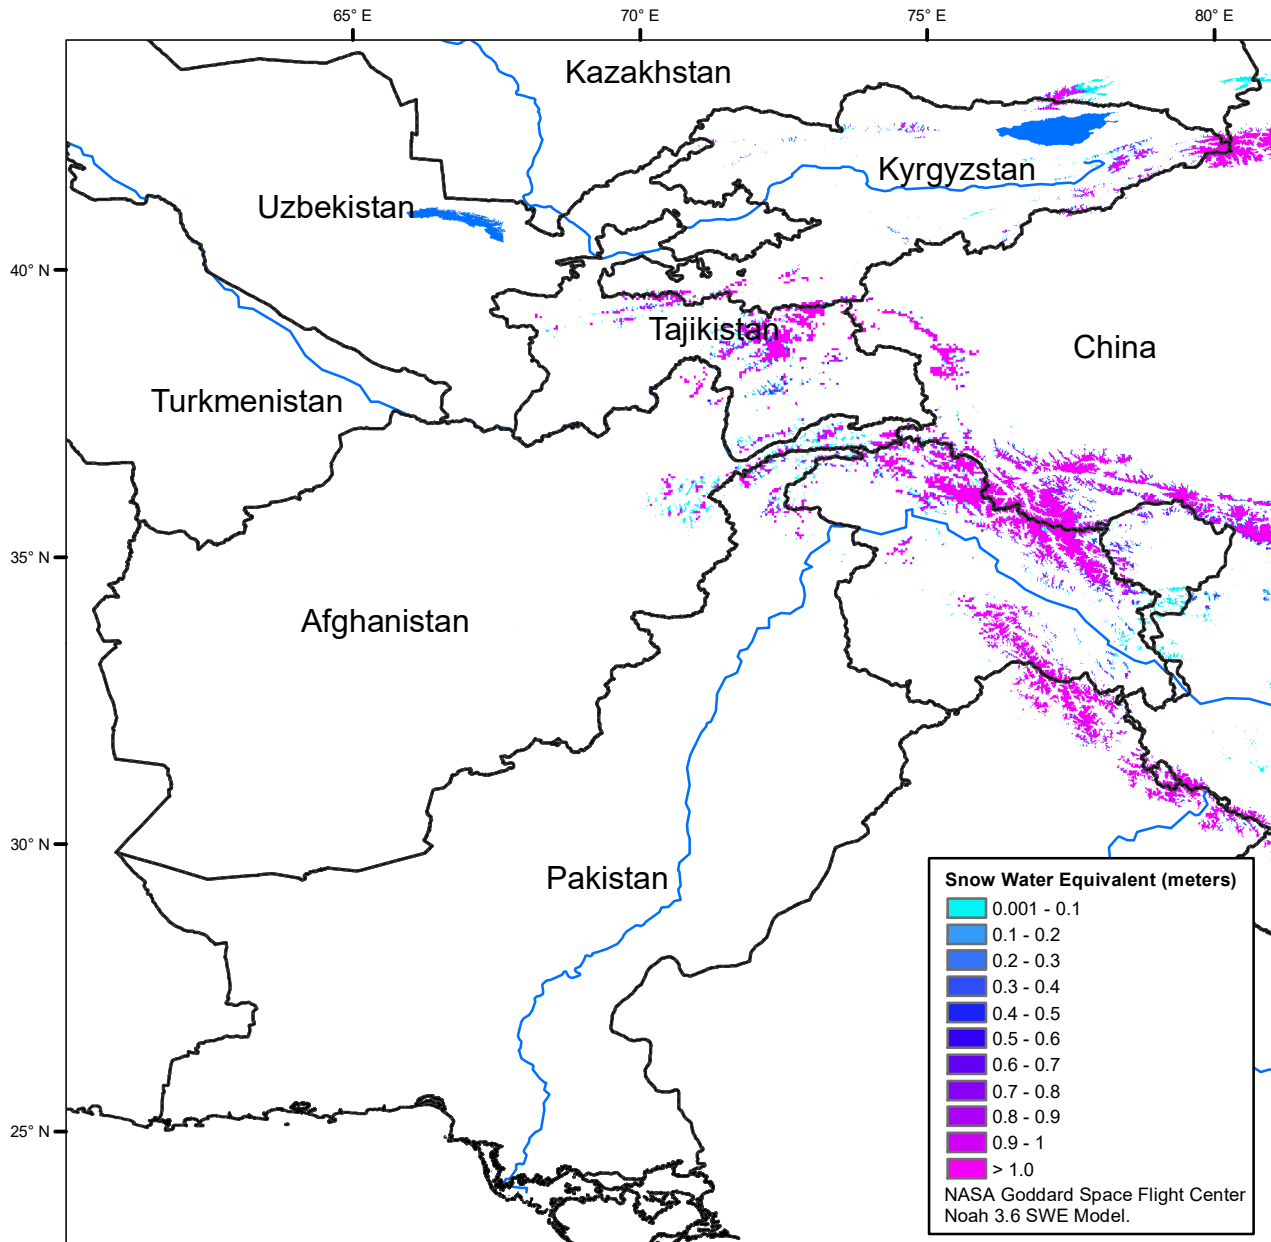 65° E
70° E
75° E
80° E
Kazakhstan
Kyrgyzstan
Uzbekistan
40° N
Tajikistan
China
Turkmenistan
35° N
Afghanistan
30° N
Pakistan
25° N
Snow Water Equivalent (meters)
0.001 - 0.1
0.1 - 0.2
0.2 - 0.3
0.3 - 0.4
0.4 - 0.5
0.5 - 0.6
0.6 - 0.7
0.7 - 0.8
0.8 - 0.9
0.9 - 1
> 1.0
NASA Goddard Space Flight Center
Noah 3.6 SWE Model.